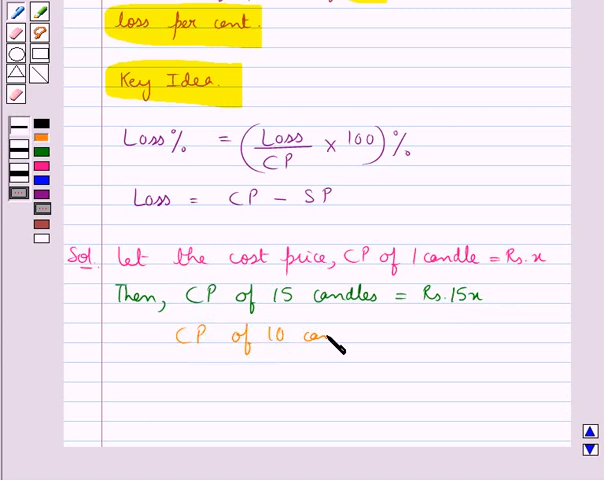 loss per cent.
Key Idea.
Loss% = (Loss/CP × 100)%
Loss = CP - SP
Sol. Let the cost price, CP of 1 candle = Rs.x
Then, CP of 15 candles = Rs.15x
CP of 10 can